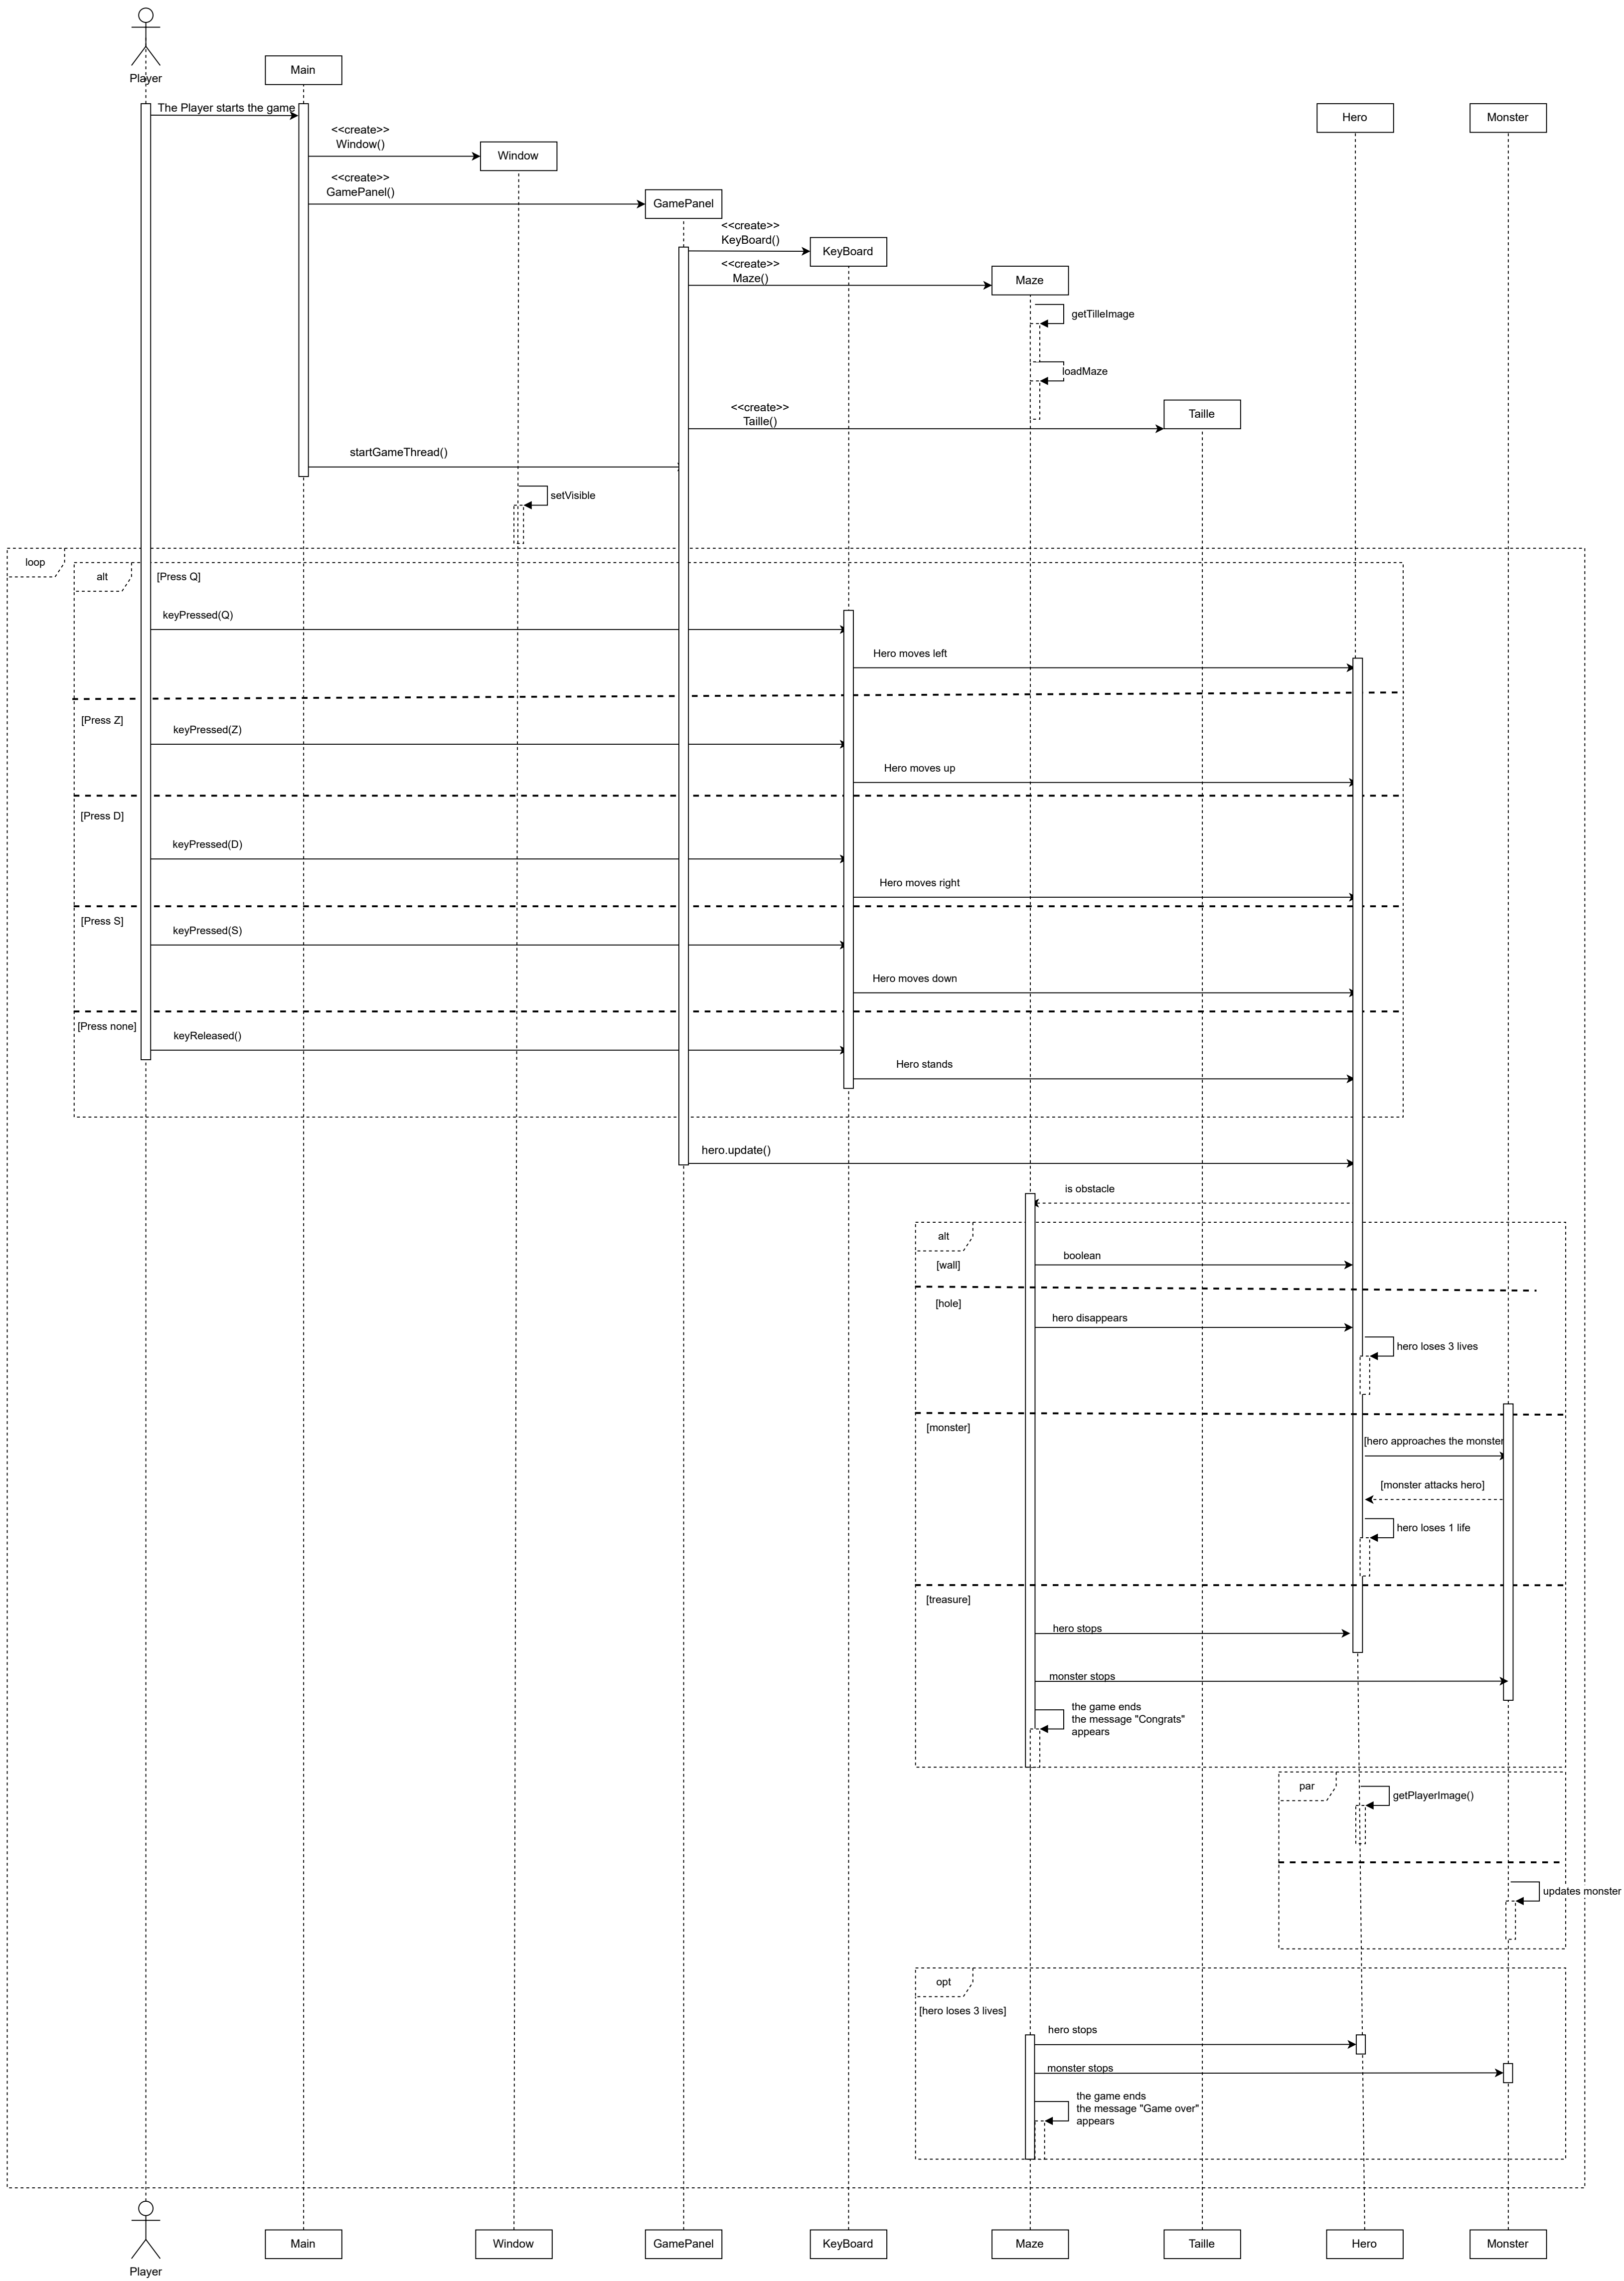 Player
Main
The Player starts the game
Hero
Monster
<<create>>
Window()
Window
<<create>>
GamePanel()
GamePanel
<<create>>
KeyBoard()
KeyBoard
<<create>>
Maze()
Maze
getTilleImage
loadMaze
<<create>>
Taille()
Taille
startGameThread()
setVisible
loop
alt
[Press Q]
keyPressed(Q)
Hero moves left
[Press Z]
keyPressed(Z)
Hero moves up
[Press D]
keyPressed(D)
Hero moves right
[Press S]
keyPressed(S)
Hero moves down
[Press none]
keyReleased()
Hero stands
hero.update()
is obstacle
alt
boolean
[wall]
[hole]
hero disappears
hero loses 3 lives
[monster]
[hero approaches the monster
[monster attacks hero]
hero loses 1 life
[treasure]
hero stops
monster stops
the game ends
the message "Congrats"
appears
par
getPlayerImage()
updates monster
opt
[hero loses 3 lives]
hero stops
monster stops
the game ends
the message "Game over"
appears
Player
Main
Window
GamePanel
KeyBoard
Maze
Taille
Hero
Monster